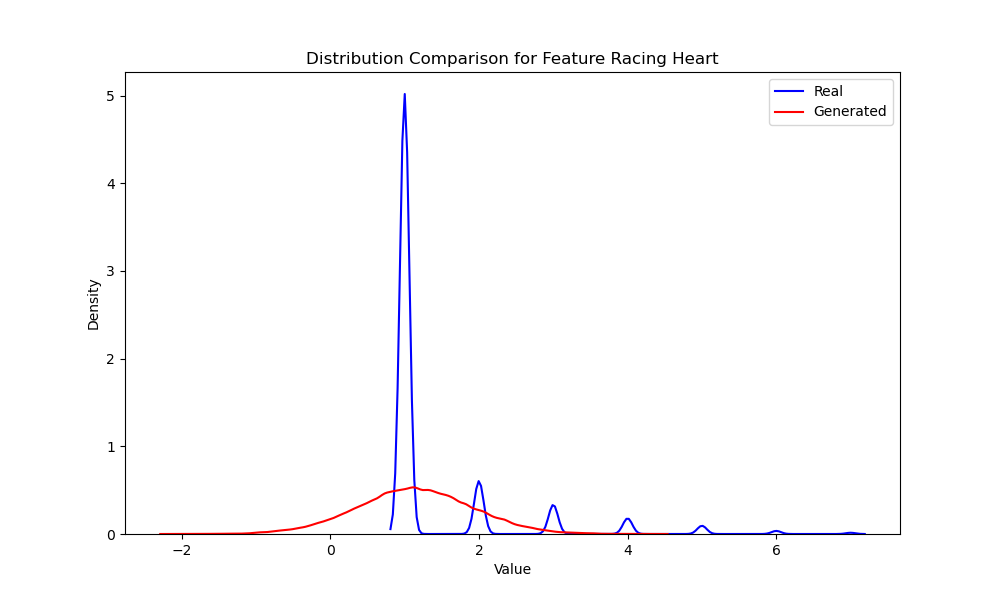 Distribution Comparison for Feature Racing Heart
Real
Generated
Density
5
4
3
2
1
0
−2
0
2
4
6
Value